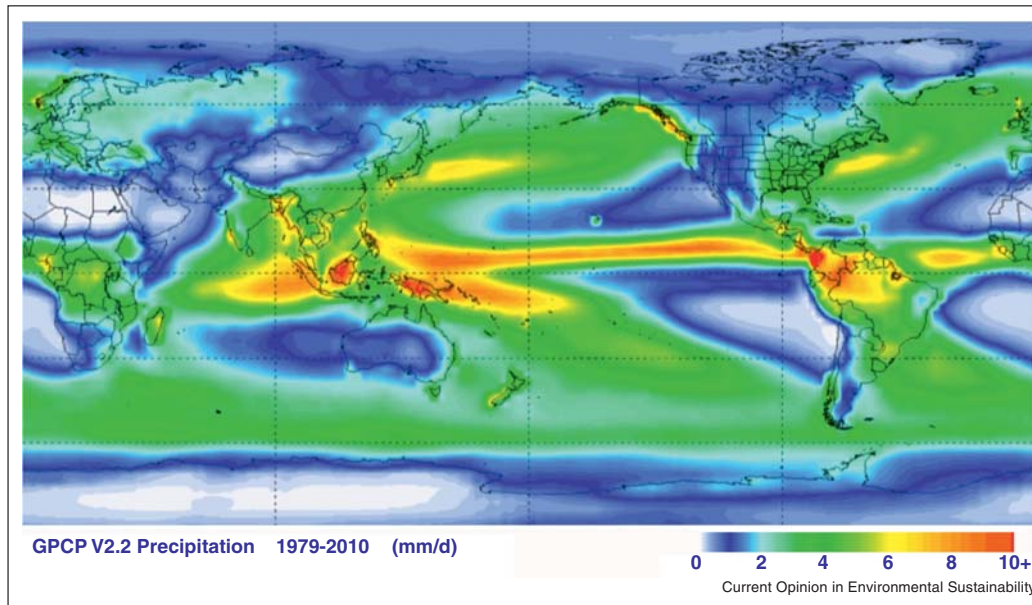 GPCP V2.2 Precipitation 1979-2010 (mm/d)
0 2 4 6 8 10+
Current Opinion in Environmental Sustainability